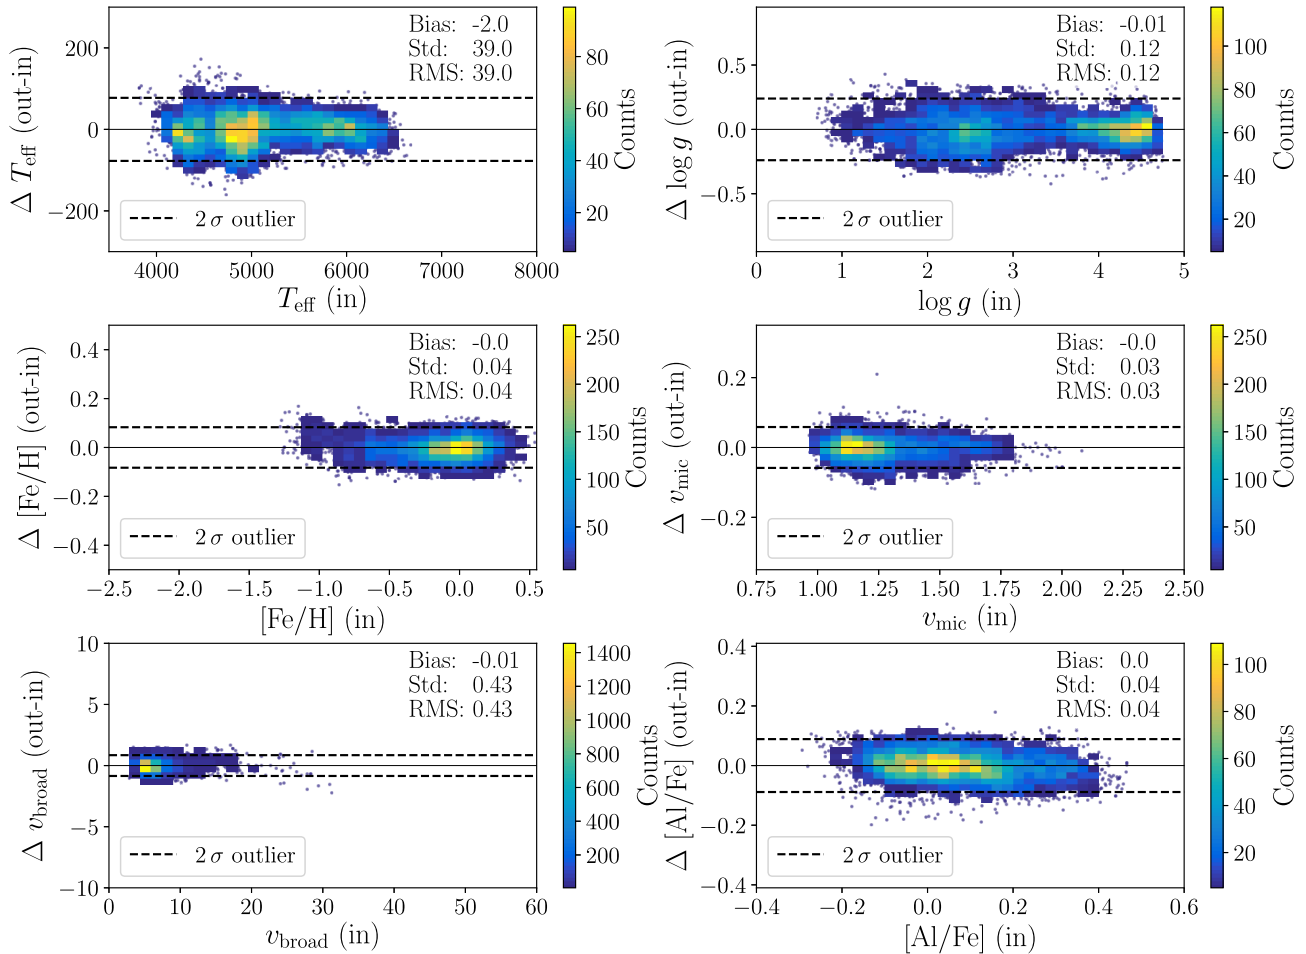 Bias: -2.0
Std: 39.0
RMS: 39.0
200
0
−200
Δ T_eff (out-in)
2 σ outlier
4000 5000 6000 7000 8000
T_eff (in)
80
60
40
20
Counts
Bias: -0.01
Std: 0.12
RMS: 0.12
0.5
0.0
−0.5
Δ log g (out-in)
2 σ outlier
0 1 2 3 4 5
log g (in)
100
80
60
40
20
Counts
Bias: -0.0
Std: 0.04
RMS: 0.04
0.4
0.2
0.0
−0.2
−0.4
Δ [Fe/H] (out-in)
2 σ outlier
−2.5 −2.0 −1.5 −1.0 −0.5 0.0 0.5
[Fe/H] (in)
250
200
150
100
50
Counts
Bias: -0.0
Std: 0.03
RMS: 0.03
0.2
0.0
−0.2
Δ v_mic (out-in)
2 σ outlier
0.75 1.00 1.25 1.50 1.75 2.00 2.25 2.50
v_mic (in)
250
200
150
100
50
Counts
Bias: -0.01
Std: 0.43
RMS: 0.43
10
5
0
−5
−10
Δ v_broad (out-in)
2 σ outlier
0 10 20 30 40 50 60
v_broad (in)
1400
1200
1000
800
600
400
200
Counts
Bias: 0.0
Std: 0.04
RMS: 0.04
0.4
0.2
0.0
−0.2
−0.4
Δ [Al/Fe] (out-in)
2 σ outlier
−0.4 −0.2 0.0 0.2 0.4 0.6
[Al/Fe] (in)
100
80
60
40
20
Counts